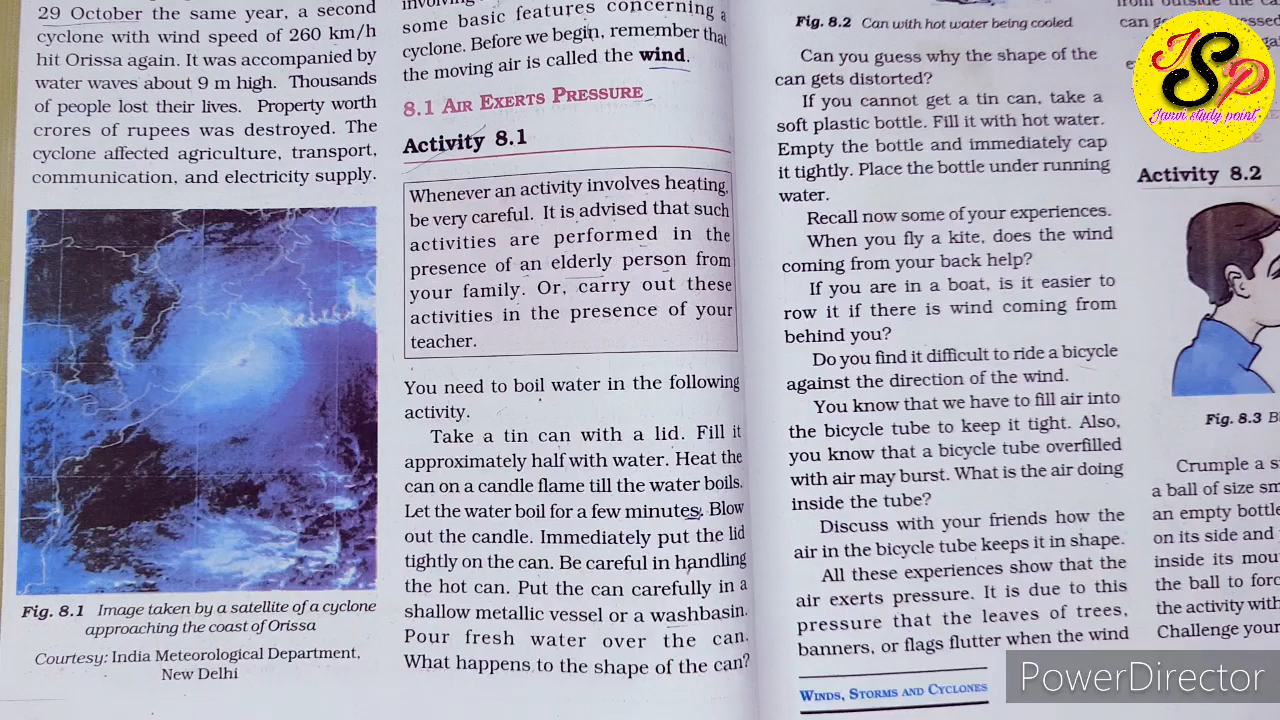 29 October the same year, a second
cyclone with wind speed of 260 km/h
hit Orissa again. It was accompanied by
water waves about 9 m high. Thousands
of people lost their lives. Property worth
crores of rupees was destroyed. The
cyclone affected agriculture, transport,
communication, and electricity supply.
Fig. 8.1 Image taken by a satellite of a cyclone
approaching the coast of Orissa
Courtesy: India Meteorological Department,
New Delhi
some basic features concerning a
cyclone. Before we begin, remember that
the moving air is called the wind.
8.1 AIR EXERTS PRESSURE
Activity 8.1
Whenever an activity involves heating,
be very careful. It is advised that such
activities are performed in the
presence of an elderly person from
your family. Or, carry out these
activities in the presence of your
teacher.
You need to boil water in the following
activity.
Take a tin can with a lid. Fill it
approximately half with water. Heat the
can on a candle flame till the water boils.
Let the water boil for a few minutes. Blow
out the candle. Immediately put the lid
tightly on the can. Be careful in handling
the hot can. Put the can carefully in a
shallow metallic vessel or a washbasin.
Pour fresh water over the can.
What happens to the shape of the can?
Fig. 8.2 Can with hot water being cooled
Can you guess why the shape of the
can gets distorted?
If you cannot get a tin can, take a
soft plastic bottle. Fill it with hot water.
Empty the bottle and immediately cap
it tightly. Place the bottle under running
water.
Recall now some of your experiences.
When you fly a kite, does the wind
coming from your back help?
If you are in a boat, is it easier to
row it if there is wind coming from
behind you?
Do you find it difficult to ride a bicycle
against the direction of the wind.
You know that we have to fill air into
the bicycle tube to keep it tight. Also,
you know that a bicycle tube overfilled
with air may burst. What is the air doing
inside the tube?
Discuss with your friends how the
air in the bicycle tube keeps it in shape.
All these experiences show that the
air exerts pressure. It is due to this
pressure that the leaves of trees,
banners, or flags flutter when the wind
WINDS, STORMS AND CYCLONES
JSP
Janvi study point
Activity 8.2
Fig. 8.3
Crumple a
a ball of size
an empty bottle
on its side and
inside its
the ball to
the activity with
Challenge your
PowerDirector